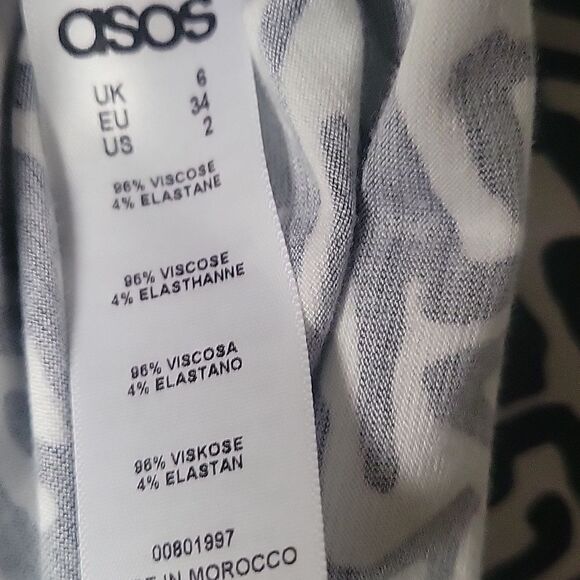 asos
UK 6
EU 34
US 2
96% VISCOSE
4% ELASTANE
96% VISCOSE
4% ELASTHANNE
96% VISCOSA
4% ELASTANO
96% VISKOSE
4% ELASTAN
00801997
IN MOROCCO